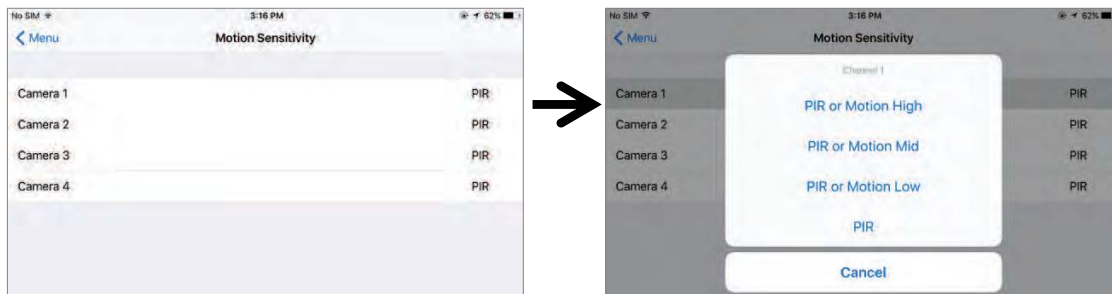 No SIM 3:16 PM 62%
Menu Motion Sensitivity
Camera 1 PIR
Camera 2 PIR
Camera 3 PIR
Camera 4 PIR
No SIM 3:16 PM 62%
Menu Motion Sensitivity
Channel 1
Camera 1 PIR
PIR or Motion High
Camera 2 PIR
PIR or Motion Mid
Camera 3 PIR
PIR or Motion Low
Camera 4 PIR
PIR
Cancel